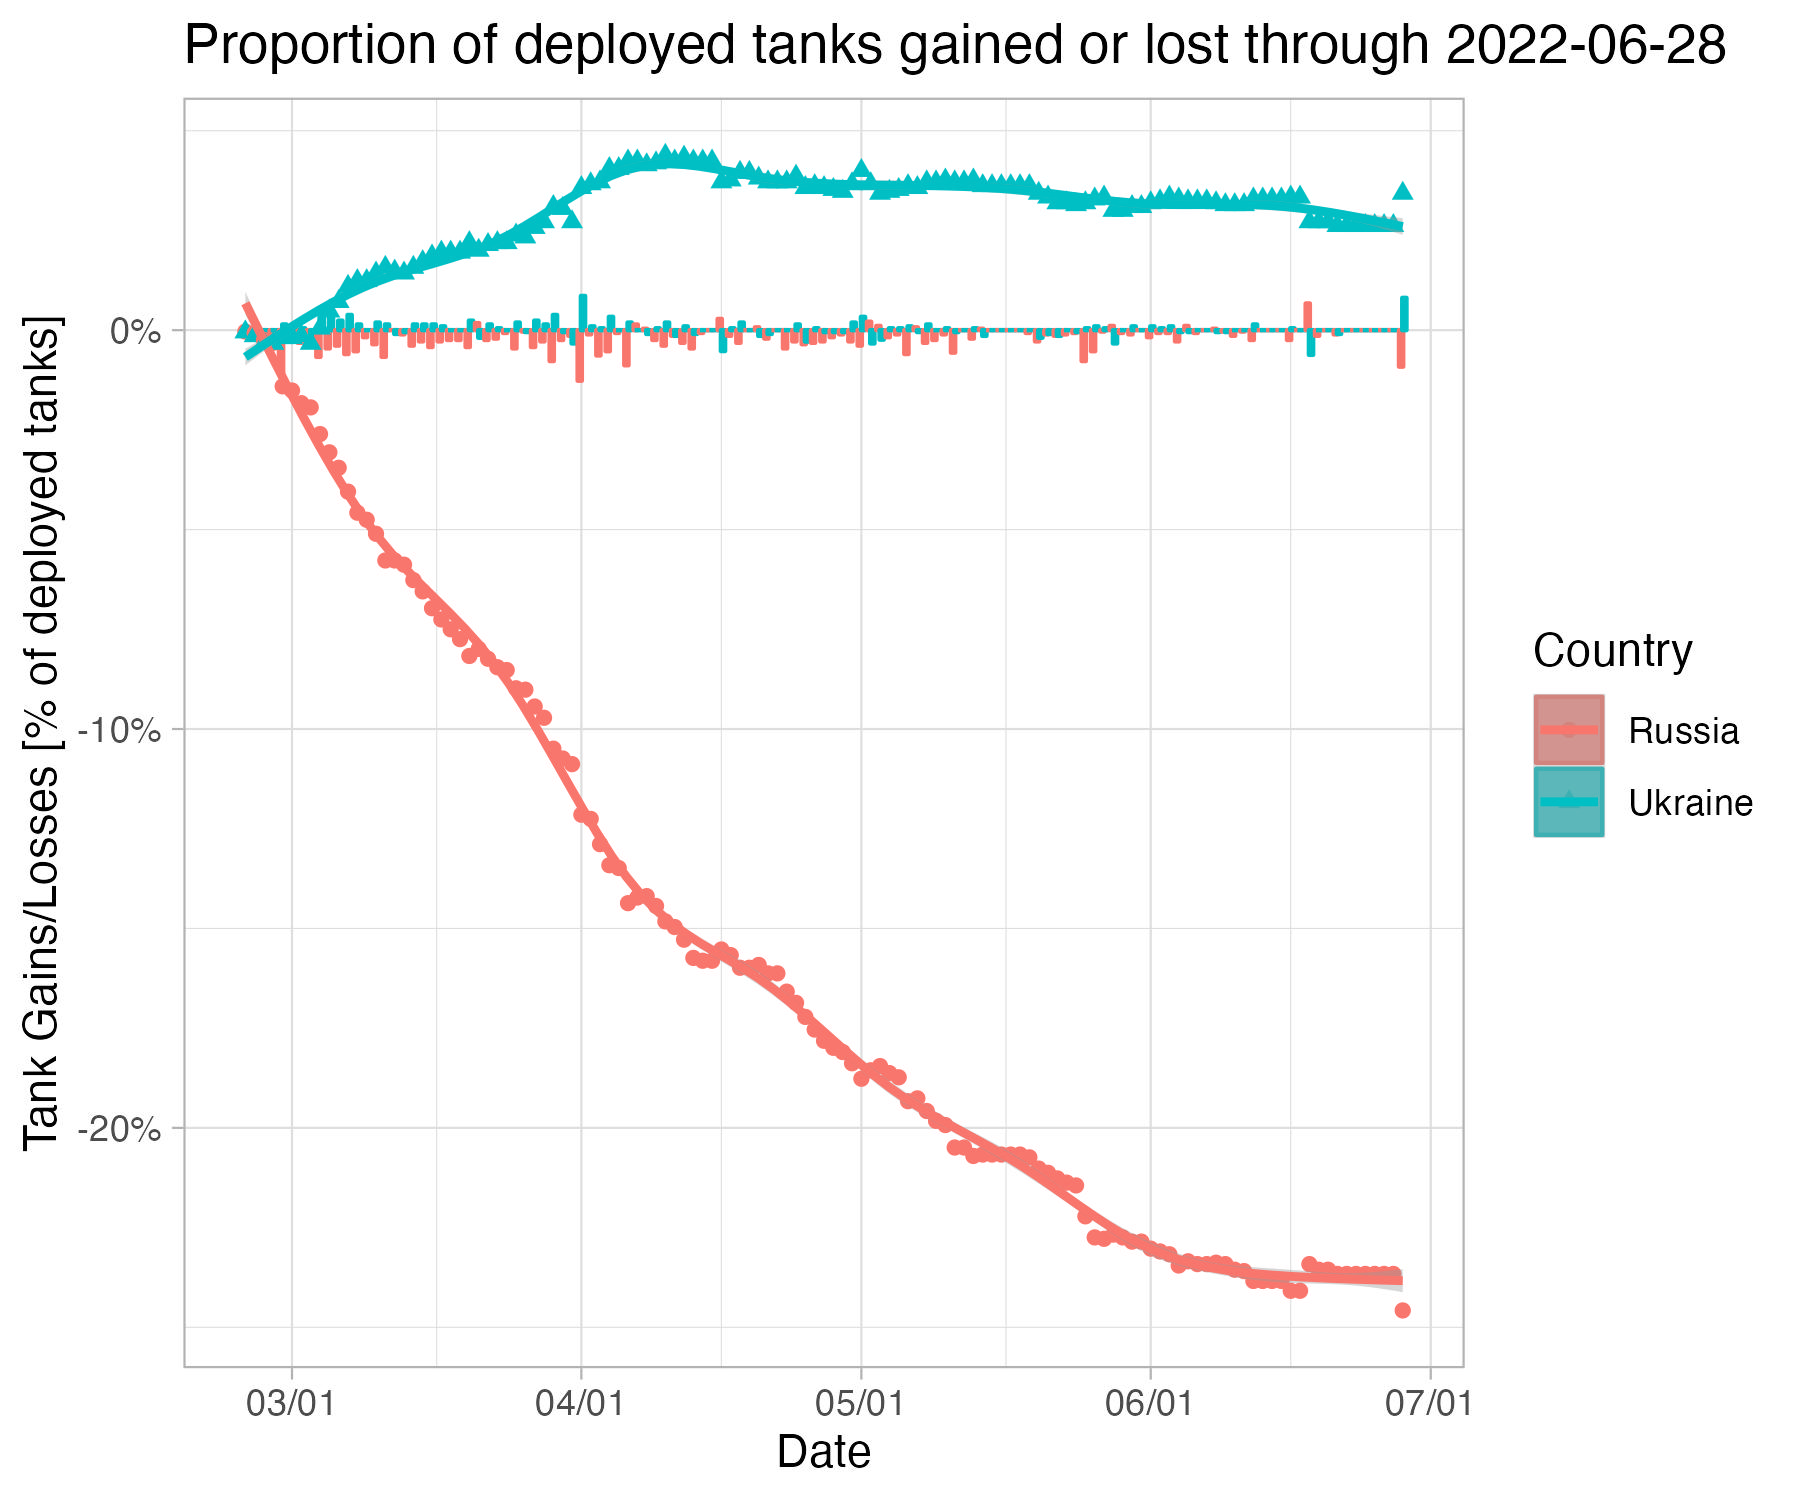 Proportion of deployed tanks gained or lost through 2022-06-28
Tank Gains/Losses [% of deployed tanks]
0%
-10%
-20%
03/01
04/01
05/01
06/01
07/01
Date
Country
Russia
Ukraine